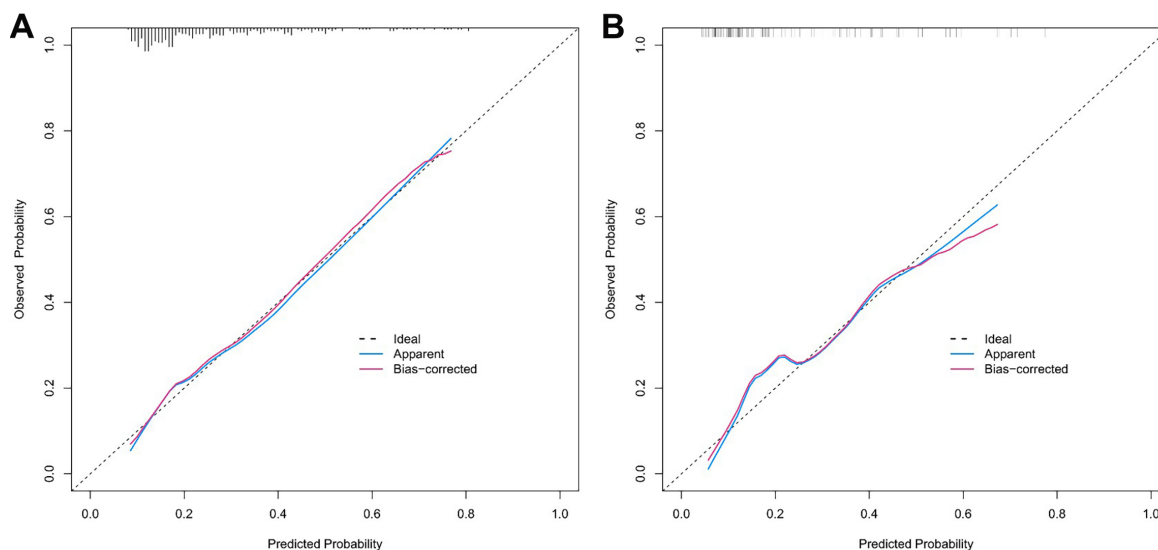 A
1.0
0.8
0.6
0.4
0.2
0.0
Observed Probability
Ideal
Apparent
Bias-corrected
0.0 0.2 0.4 0.6 0.8 1.0
Predicted Probability
B
1.0
0.8
0.6
0.4
0.2
0.0
Observed Probability
Ideal
Apparent
Bias-corrected
0.0 0.2 0.4 0.6 0.8 1.0
Predicted Probability